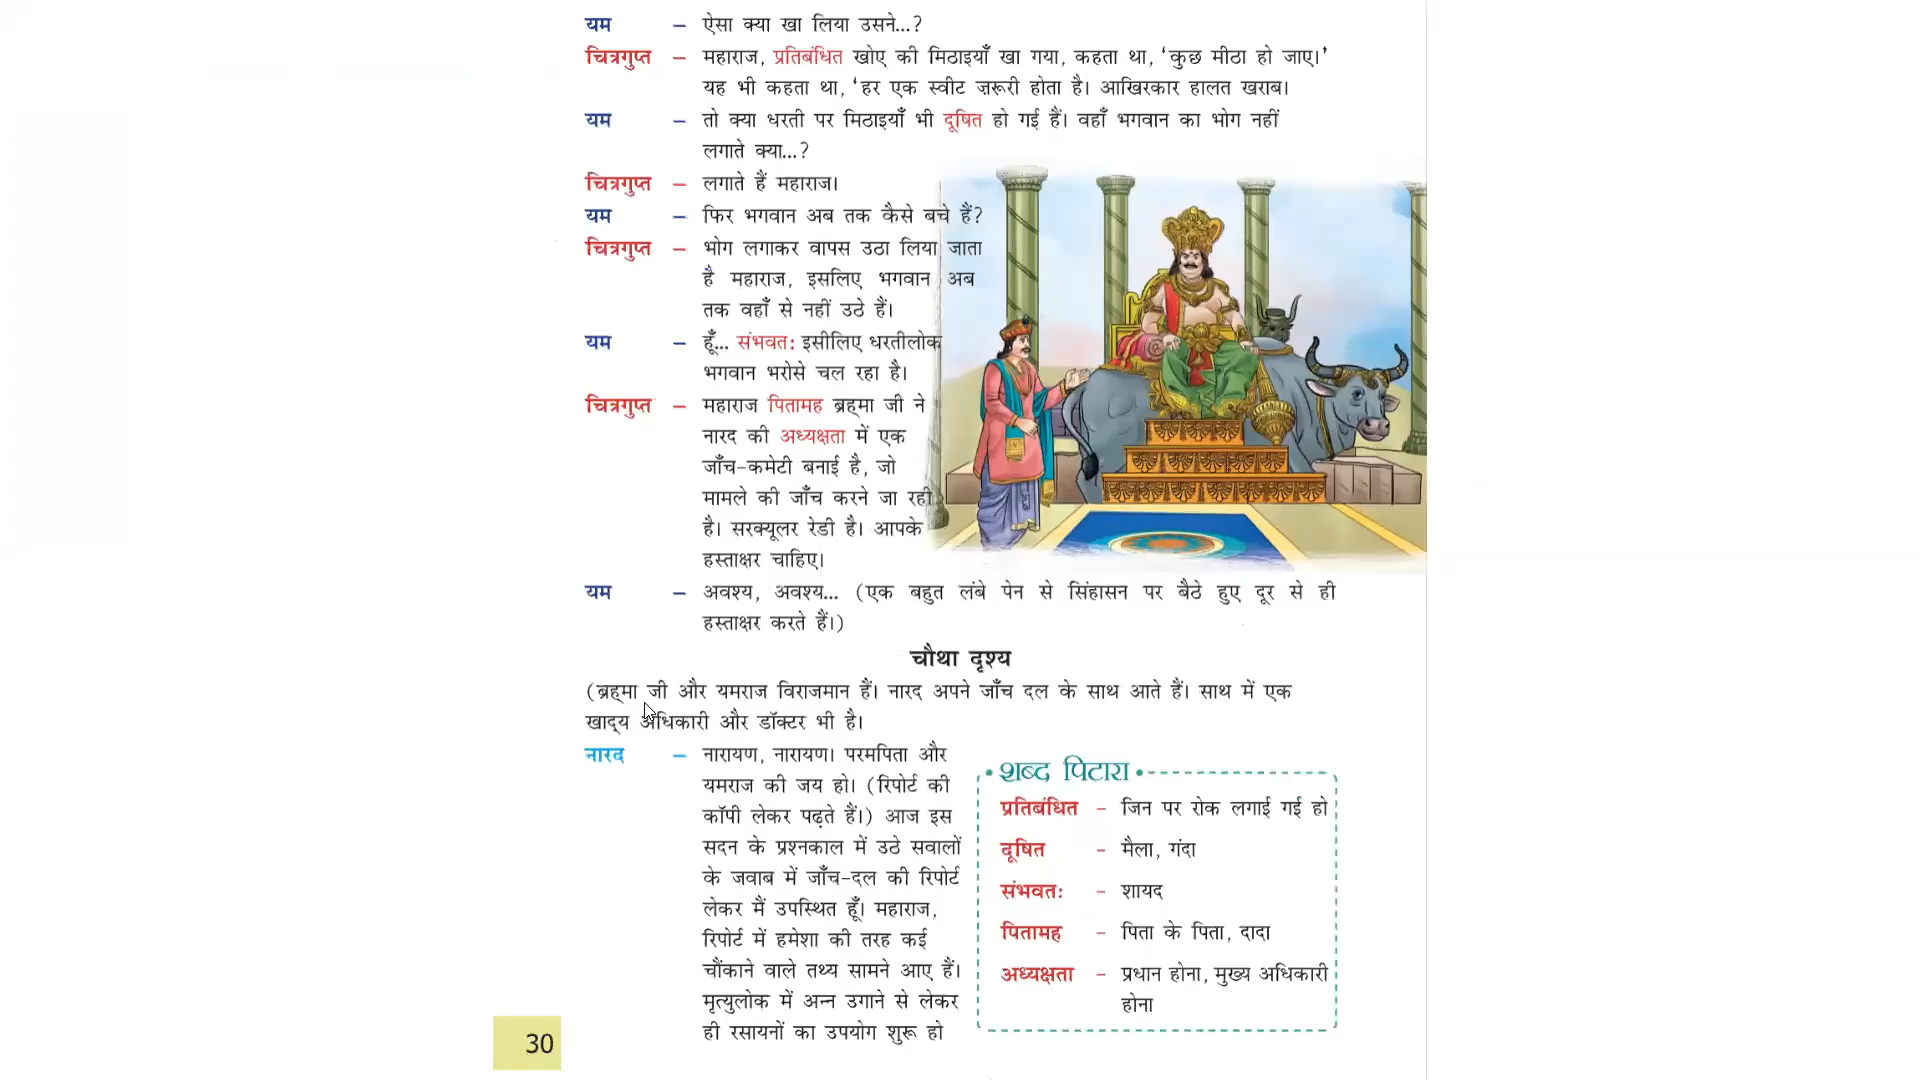 यम – ऐसा क्या खा लिया उसने...?
चित्रगुप्त – महाराज, प्रतिबंधित खोए की मिठाइयाँ खा गया, कहता था, ‘कुछ मीठा हो जाए।’
यह भी कहता था, ‘हर एक स्वीट ज़रूरी होता है। आखिरकार हालत खराब।
यम – तो क्या धरती पर मिठाइयाँ भी दूषित हो गई हैं। वहाँ भगवान का भोग नहीं
लगाते क्या...?
चित्रगुप्त – लगाते हैं महाराज।
यम – फिर भगवान अब तक कैसे बचे हैं?
चित्रगुप्त – भोग लगाकर वापस उठा लिया जाता
है महाराज, इसलिए भगवान अब
तक वहाँ से नहीं उठे हैं।
यम – हूँ... संभवत: इसीलिए धरतीलोक
भगवान भरोसे चल रहा है।
चित्रगुप्त – महाराज पितामह ब्रह्मा जी ने
नारद की अध्यक्षता में एक
जाँच-कमेटी बनाई है, जो
मामले की जाँच करने जा रही
है। सरक्यूलर रेडी है। आपके
हस्ताक्षर चाहिए।
यम – अवश्य, अवश्य... (एक बहुत लंबे पेन से सिंहासन पर बैठे हुए दूर से ही
हस्ताक्षर करते हैं।)
चौथा दृश्य
(ब्रह्मा जी और यमराज विराजमान हैं। नारद अपने जाँच दल के साथ आते हैं। साथ में एक
खाद्य अधिकारी और डॉक्टर भी है।
नारद – नारायण, नारायण। परमपिता और
यमराज की जय हो। (रिपोर्ट की
कॉपी लेकर पढ़ते हैं।) आज इस
सदन के प्रश्नकाल में उठे सवालों
के जवाब में जाँच-दल की रिपोर्ट
लेकर मैं उपस्थित हूँ। महाराज,
रिपोर्ट में हमेशा की तरह कई
चौंकाने वाले तथ्य सामने आए हैं।
मृत्युलोक में अन्न उगाने से लेकर
ही रसायनों का उपयोग शुरू हो
शब्द पिटारा
प्रतिबंधित – जिन पर रोक लगाई गई हो
दूषित – मैला, गंदा
संभवत: – शायद
पितामह – पिता के पिता, दादा
अध्यक्षता – प्रधान होना, मुख्य अधिकारी
होना
30